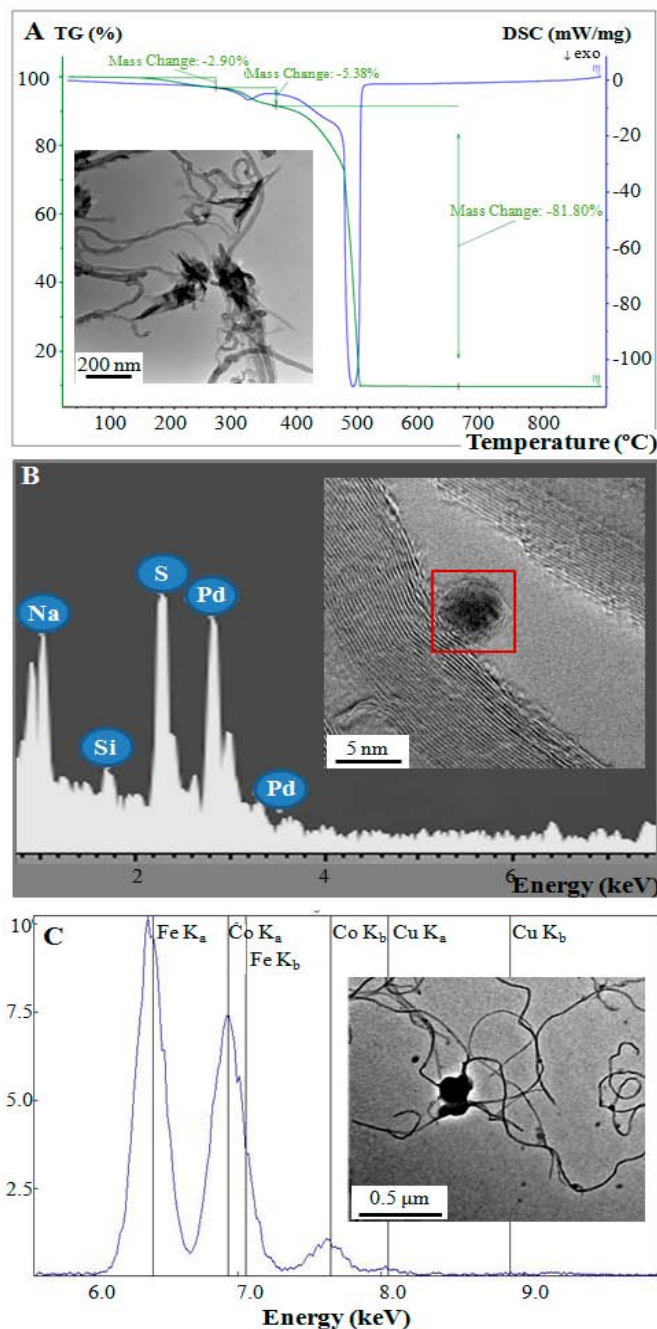 A TG (%) DSC (mW/mg)
↓exo
Mass Change: -2.90%
Mass Change: -5.38%
100
80
60
40
20
0
-20
-40
-60
-80
-100
Mass Change: -81.80%
200 nm
100 200 300 400 500 600 700 800
Temperature (ºC)
B
Na
Si
S
Pd
Pd
5 nm
2 4 6
Energy (keV)
C
10
7.5
5.0
2.5
Fe Ka
Co Ka
Fe Kb
Co Kb
Cu Ka
Cu Kb
0.5 µm
6.0 7.0 8.0 9.0
Energy (keV)